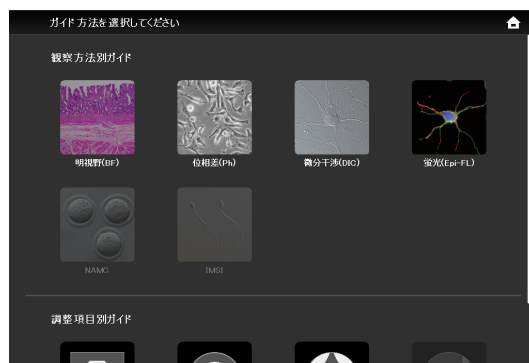 ガイド方法を選択してください
観察方法別ガイド
明視野(BF)
位相差(Ph)
微分干渉(DIC)
蛍光(Epi-FL)
NAMC
IMSI
調整項目別ガイド